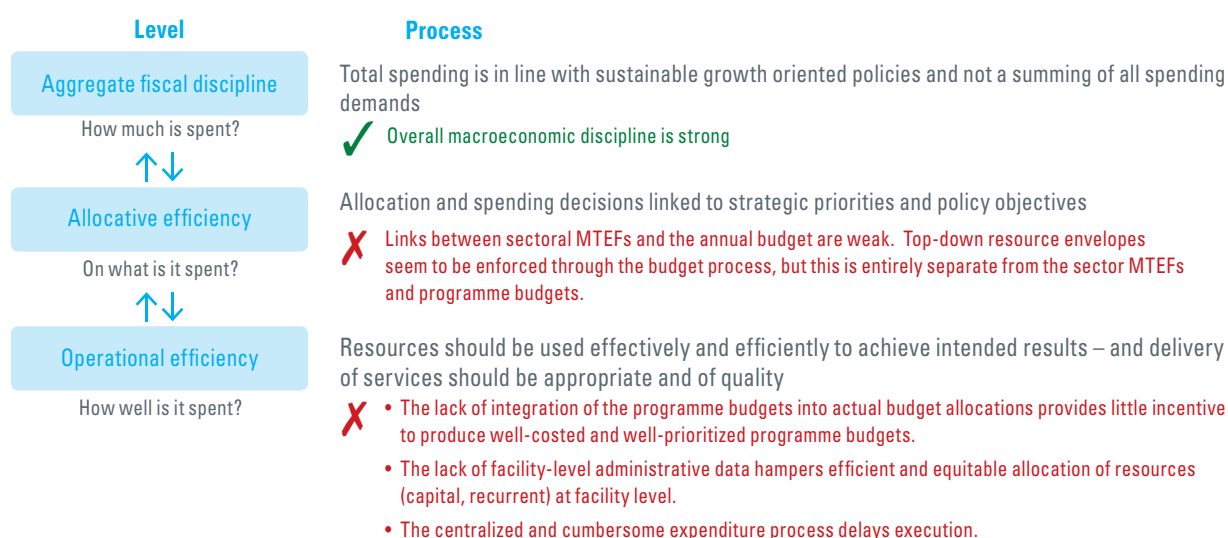 Level
Process
Aggregate fiscal discipline
How much is spent?
Total spending is in line with sustainable growth oriented policies and not a summing of all spending
demands
✓ Overall macroeconomic discipline is strong
Allocative efficiency
On what is it spent?
Allocation and spending decisions linked to strategic priorities and policy objectives
✗ Links between sectoral MTEFs and the annual budget are weak. Top-down resource envelopes
seem to be enforced through the budget process, but this is entirely separate from the sector MTEFs
and programme budgets.
Operational efficiency
How well is it spent?
Resources should be used effectively and efficiently to achieve intended results – and delivery
of services should be appropriate and of quality
✗ • The lack of integration of the programme budgets into actual budget allocations provides little incentive
to produce well-costed and well-prioritized programme budgets.
• The lack of facility-level administrative data hampers efficient and equitable allocation of resources
(capital, recurrent) at facility level.
• The centralized and cumbersome expenditure process delays execution.